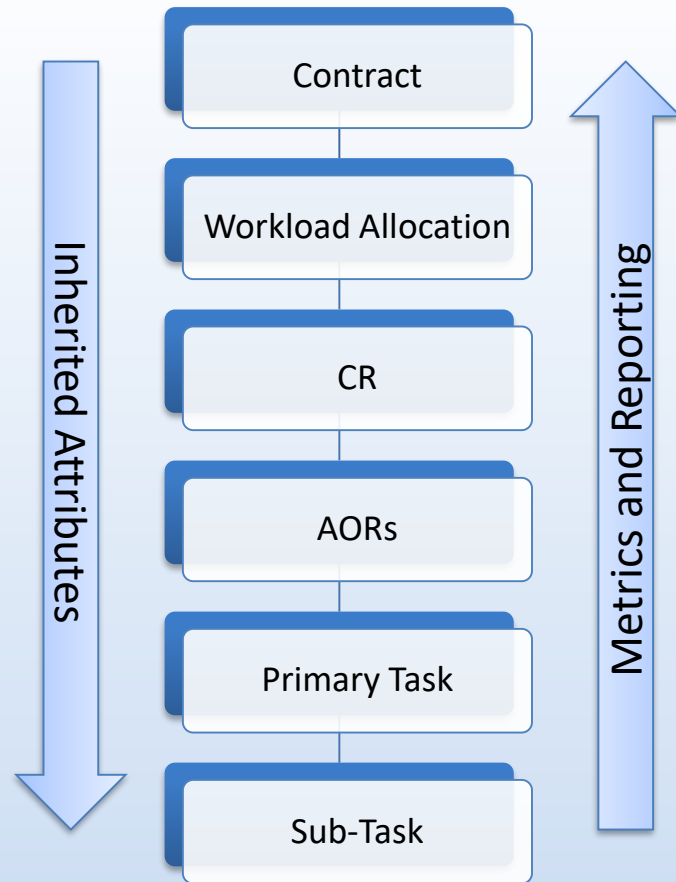 Contract
Workload Allocation
CR
AORs
Primary Task
Sub-Task
Inherited Attributes
Metrics and Reporting